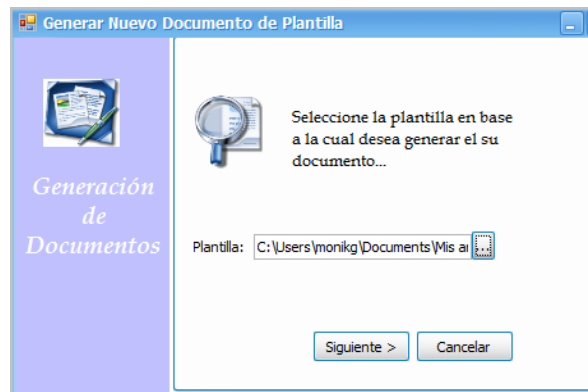 Generar Nuevo Documento de Plantilla
Generación
de
Documentos
Seleccione la plantilla en base
a la cual desea generar el su
documento...
Plantilla: C:\Users\monikg\Documents\Mis ar ...
Siguiente > Cancelar